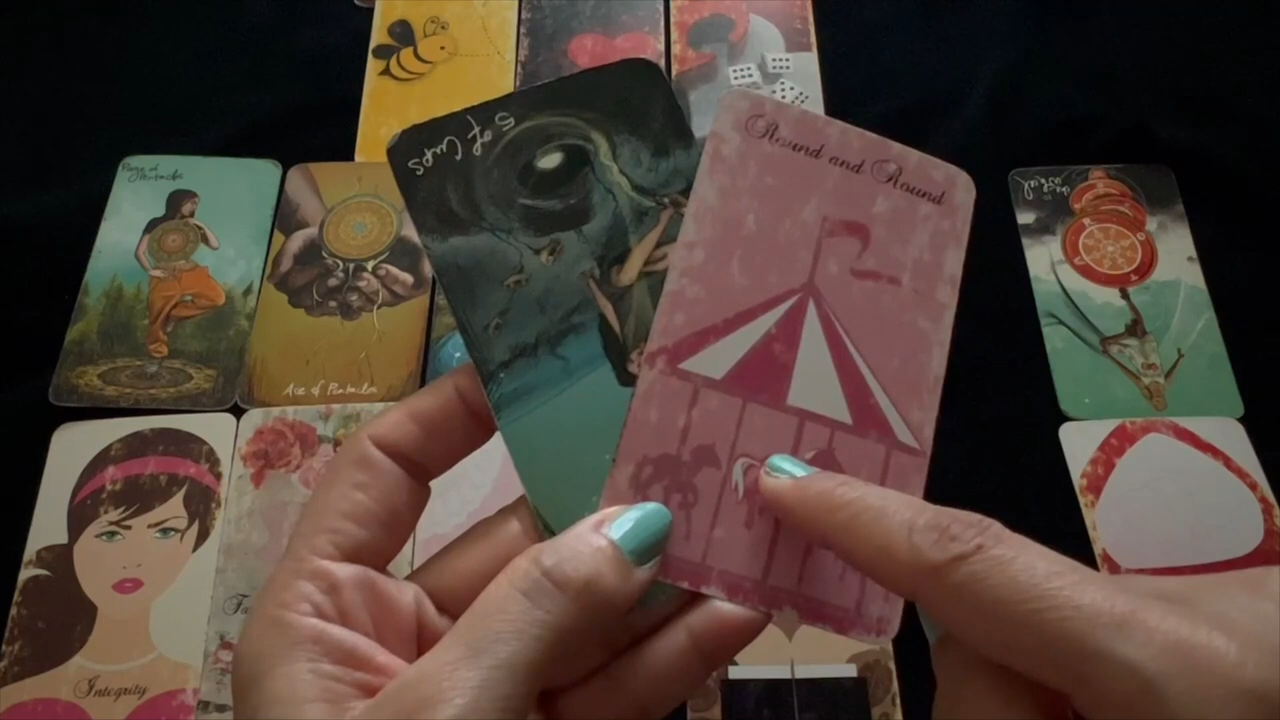 5 of Cups
Round and Round
Page of
Pentacles
Ace of Pentacles
Integrity